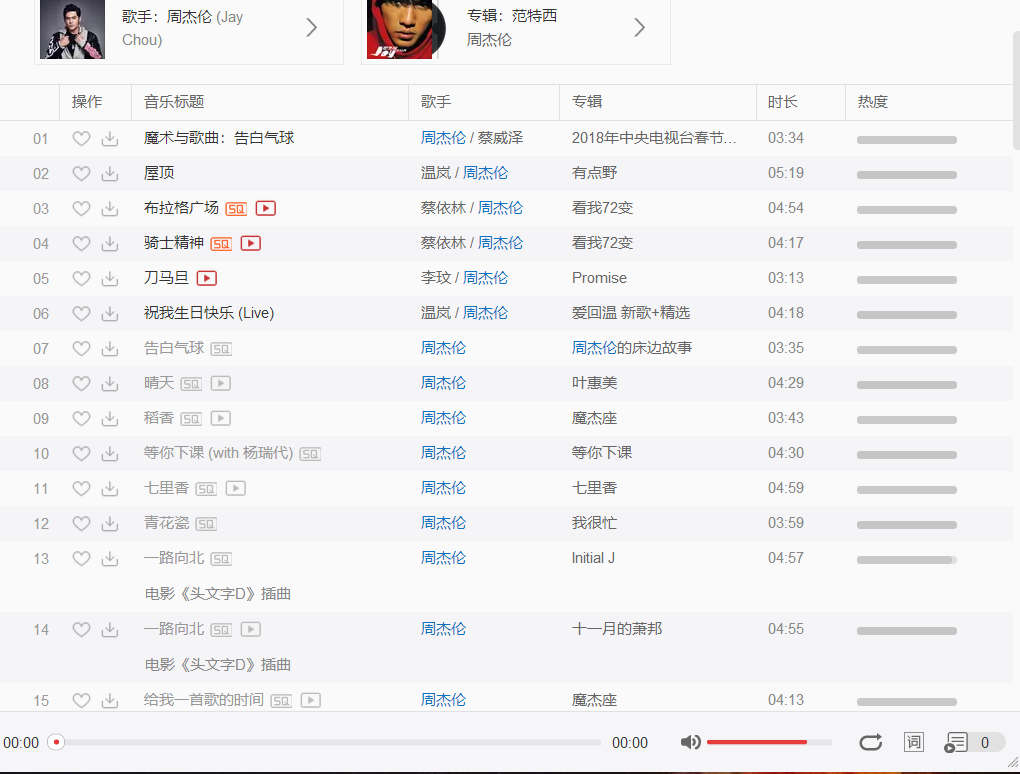 歌手：周杰伦 (Jay Chou)
专辑：范特西
周杰伦
操作 音乐标题 歌手 专辑 时长 热度
01 魔术与歌曲：告白气球 周杰伦 / 蔡威泽 2018年中央电视台春节... 03:34
02 屋顶 温岚 / 周杰伦 有点野 05:19
03 布拉格广场 SQ 蔡依林 / 周杰伦 看我72变 04:54
04 骑士精神 SQ 蔡依林 / 周杰伦 看我72变 04:17
05 刀马旦 李玟 / 周杰伦 Promise 03:13
06 祝我生日快乐 (Live) 温岚 / 周杰伦 爱回温 新歌+精选 04:18
07 告白气球 SQ 周杰伦 周杰伦的床边故事 03:35
08 晴天 SQ 周杰伦 叶惠美 04:29
09 稻香 SQ 周杰伦 魔杰座 03:43
10 等你下课 (with 杨瑞代) SQ 周杰伦 等你下课 04:30
11 七里香 SQ 周杰伦 七里香 04:59
12 青花瓷 SQ 周杰伦 我很忙 03:59
13 一路向北 SQ 周杰伦 Initial J 04:57
电影《头文字D》插曲
14 一路向北 SQ 周杰伦 十一月的萧邦 04:55
电影《头文字D》插曲
15 给我一首歌的时间 SQ 周杰伦 魔杰座 04:13
00:00 00:00 词 0